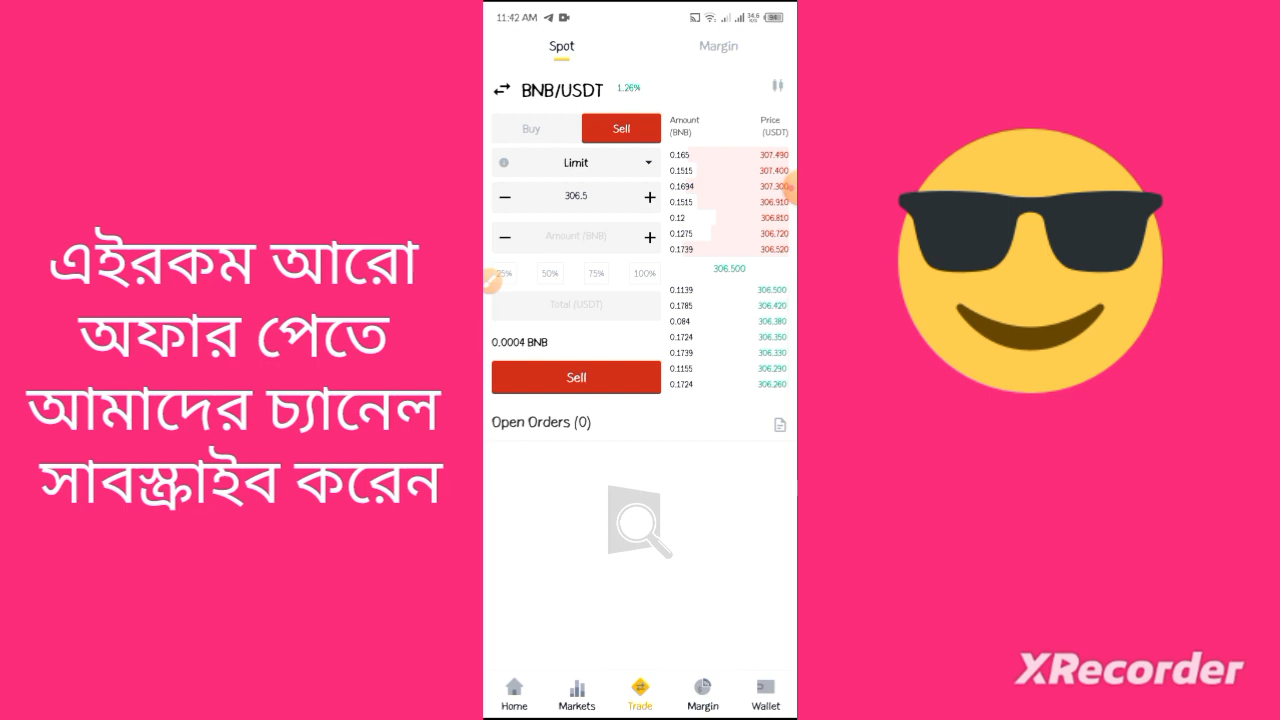 এইরকম আরো
অফার পেতে
আমাদের চ্যানেল
সাবস্ক্রাইব করেন
11:42 AM
34.6
K/s
94
Spot
Margin
BNB/USDT
1.26%
Buy
Sell
Limit
306.5
Amount (BNB)
25%
50%
75%
100%
Total (USDT)
0.0004 BNB
Sell
Amount
(BNB)
Price
(USDT)
0.165 307.490
0.1515 307.400
0.1694 307.300
0.1515 306.910
0.12 306.810
0.1275 306.720
0.1739 306.520
306.500
0.1139 306.500
0.1785 306.420
0.084 306.380
0.1724 306.350
0.1739 306.330
0.1155 306.290
0.1724 306.260
Open Orders (0)
Home
Markets
Trade
Margin
Wallet
XRecorder